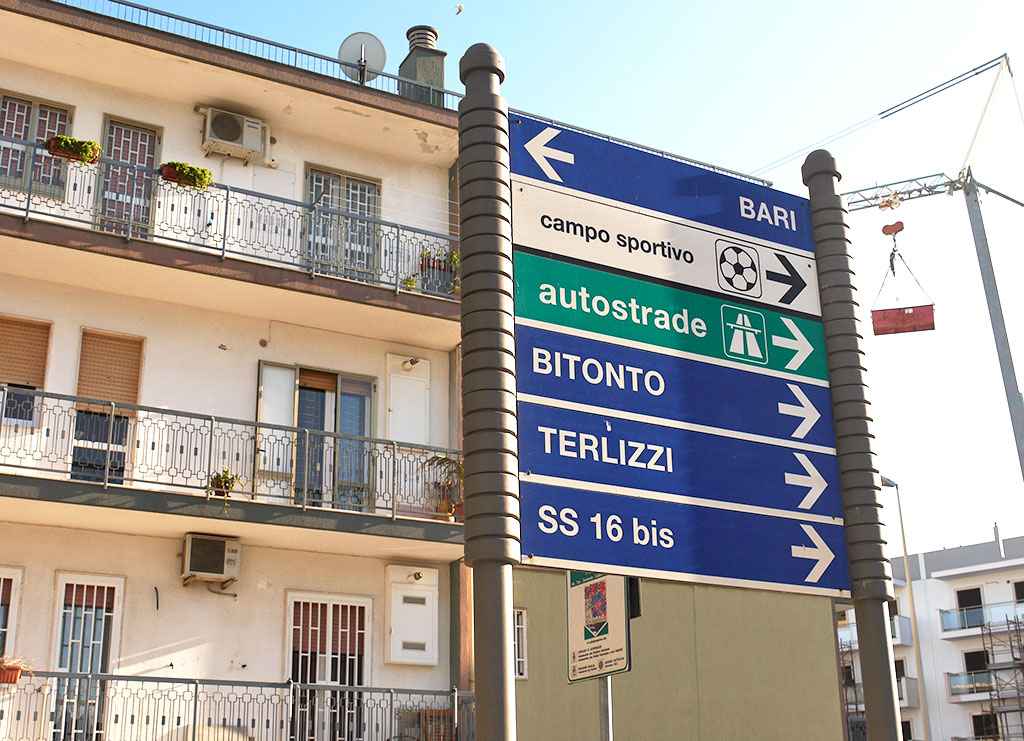 BARI
campo sportivo
autostrade
BITONTO
TERLIZZI
SS 16 bis